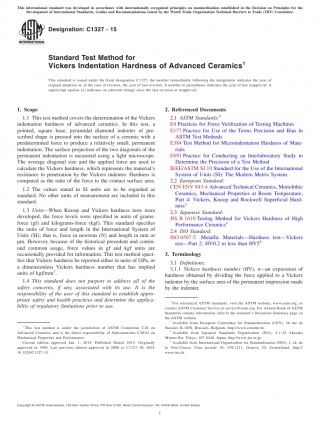 This international standard was developed in accordance with internationally recognized principles on standardization established in the Decision on Principles for the
Development of International Standards, Guides and Recommendations issued by the World Trade Organization Technical Barriers to Trade (TBT) Committee.
Designation: C1327 − 15
Standard Test Method for
Vickers Indentation Hardness of Advanced Ceramics1
This standard is issued under the fixed designation C1327; the number immediately following the designation indicates the year of
original adoption or, in the case of revision, the year of last revision. A number in parentheses indicates the year of last reapproval. A
superscript epsilon (ε) indicates an editorial change since the last revision or reapproval.
1. Scope
1.1 This test method covers the determination of the Vickers
indentation hardness of advanced ceramics. In this test, a
pointed, square base, pyramidal diamond indenter of pre-
scribed shape is pressed into the surface of a ceramic with a
predetermined force to produce a relatively small, permanent
indentation. The surface projection of the two diagonals of the
permanent indentation is measured using a light microscope.
The average diagonal size and the applied force are used to
calculate the Vickers hardness, which represents the material's
resistance to penetration by the Vickers indenter. Hardness is
computed as the ratio of the force to the contact surface area.
1.2 The values stated in SI units are to be regarded as
standard. No other units of measurement are included in this
standard.
1.3 Units—When Knoop and Vickers hardness tests were
developed, the force levels were specified in units of grams-
force (gf) and kilograms-force (kgf). This standard specifies
the units of force and length in the International System of
Units (SI); that is, force in newtons (N) and length in mm or
μm. However, because of the historical precedent and contin-
ued common usage, force values in gf and kgf units are
occasionally provided for information. This test method speci-
fies that Vickers hardness be reported either in units of GPa, or
a dimensionless Vickers hardness number that has implied
units of kgf/mm2
1.4 This standard does not purport to address all of the
safety concerns, if any, associated with its use. It is the
responsibility of the user of this standard to establish appro-
priate safety and health practices and determine the applica-
bility of regulatory limitations prior to use.
1 This test method is under the jurisdiction of ASTM Committee C28 on
Advanced Ceramics and is the direct responsibility of Subcommittee C28.01 on
Mechanical Properties and Performance.
Current edition approved Jan. 1, 2015. Published March 2015. Originally
approved in 1996. Last previous edition approved in 2008 as C1327–08. DOI:
10.1520/C1327-15.
2. Referenced Documents
2.1 ASTM Standards:2
E4 Practices for Force Verification of Testing Machines
E177 Practice for Use of the Terms Precision and Bias in
ASTM Test Methods
E384 Test Method for Microindentation Hardness of Mate-
rials
E691 Practice for Conducting an Interlaboratory Study to
Determine the Precision of a Test Method
IEEE/ASTM SI 10 Standard for the Use of the International
System of Units (SI): The Modern Metric System
2.2 European Standard:
CEN ENV 843-4 Advanced Technical Ceramics, Monolithic
Ceramics, Mechanical Properties at Room Temperature,
Part 4: Vickers, Knoop and Rockwell Superficial Hard-
ness3
2.3 Japanese Standard:
JIS R 1610 Testing Method for Vickers Hardness of High
Performance Ceramics4
2.4 ISO Standard:
ISO 6507-2 Metallic Materials—Hardness test—Vickers
test—Part 2: HV0.2 to less than HV55
3. Terminology
3.1 Definitions:
3.1.1 Vickers hardness number (HV), n—an expression of
hardness obtained by dividing the force applied to a Vickers
indenter by the surface area of the permanent impression made
by the indenter.
2 For referenced ASTM standards, visit the ASTM website, www.astm.org, or
contact ASTM Customer Service at service@astm.org. For Annual Book of ASTM
Standards volume information, refer to the standard's Document Summary page on
the ASTM website.
3 Available from European Committee for Standardization (CEN), 36 rue de
Stassart, B-1050, Brussels, Belgium, http://www.cenorm.be.
4 Available from Japanese Standards Organization (JSA), 4-1-24 Akasaka
Minato-Ku, Tokyo, 107-8440, Japan, http://www.jsa.or.jp.
5 Available from International Organization for Standardization (ISO), 1, ch. de
la Voie-Creuse, Case postale 56, CH-1211, Geneva 20, Switzerland, http://
www.iso.ch.
Copyright © ASTM International, 100 Barr Harbor Drive, PO Box C700, West Conshohocken, PA 19428-2959. United States
1